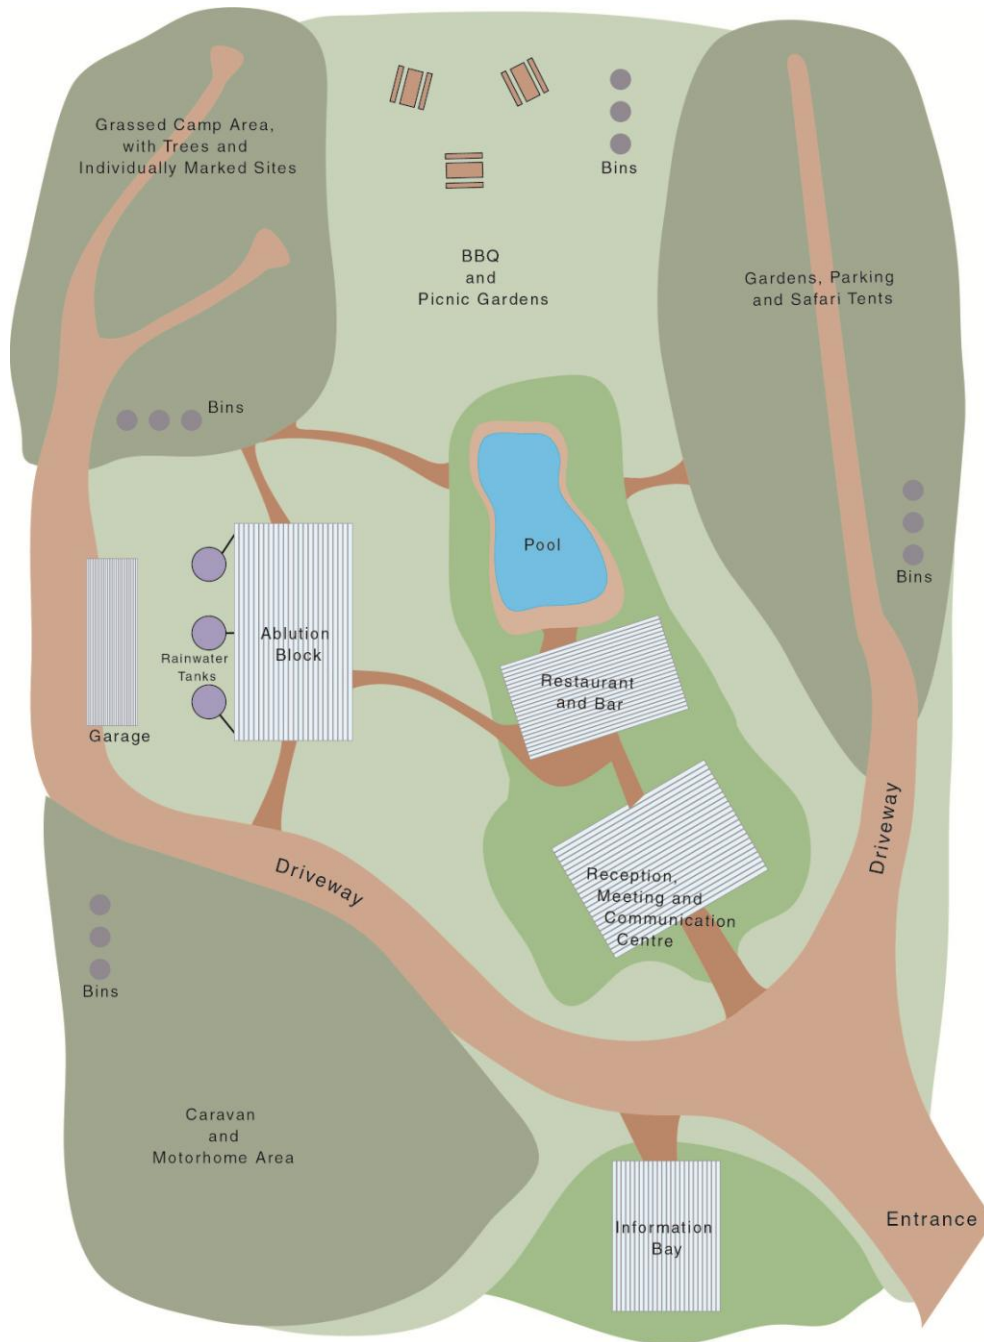 Grassed Camp Area,
with Trees and
Individually Marked Sites
Bins
BBQ
and
Picnic Gardens
Gardens, Parking
and Safari Tents
Bins
Pool
Bins
Ablution
Block
Rainwater
Tanks
Restaurant
and Bar
Garage
Driveway
Driveway
Reception,
Meeting and
Communication
Centre
Bins
Caravan
and
Motorhome Area
Information
Bay
Entrance